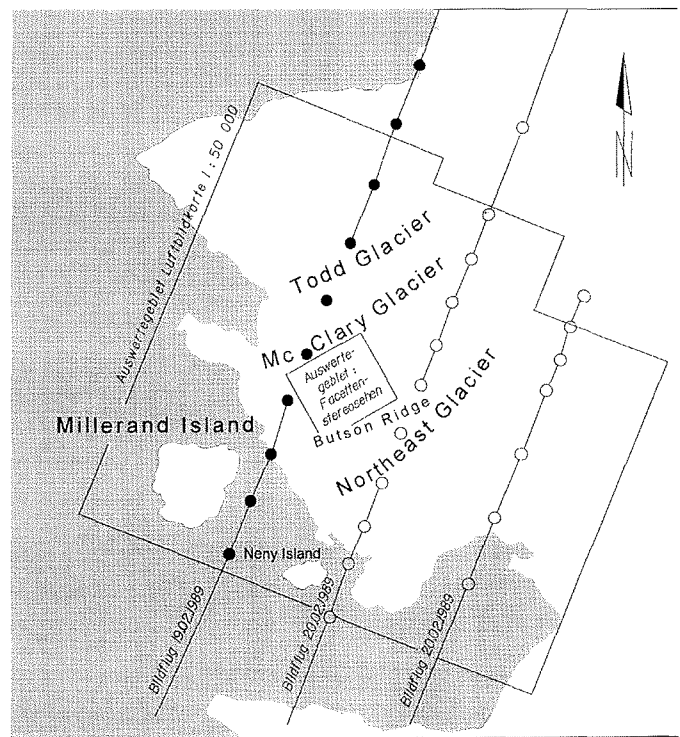 N
Auswertegebiet Luftbildkarte 1 : 50 000
Todd Glacier
Mc Clary Glacier
Auswerte-
gebiet :
Facetten-
stereosehen
Millerand Island
Butson Ridge
Northeast Glacier
Neny Island
Bildflug 19.02.1989
Bildflug 20.02.1989
Bildflug 20.02.1989